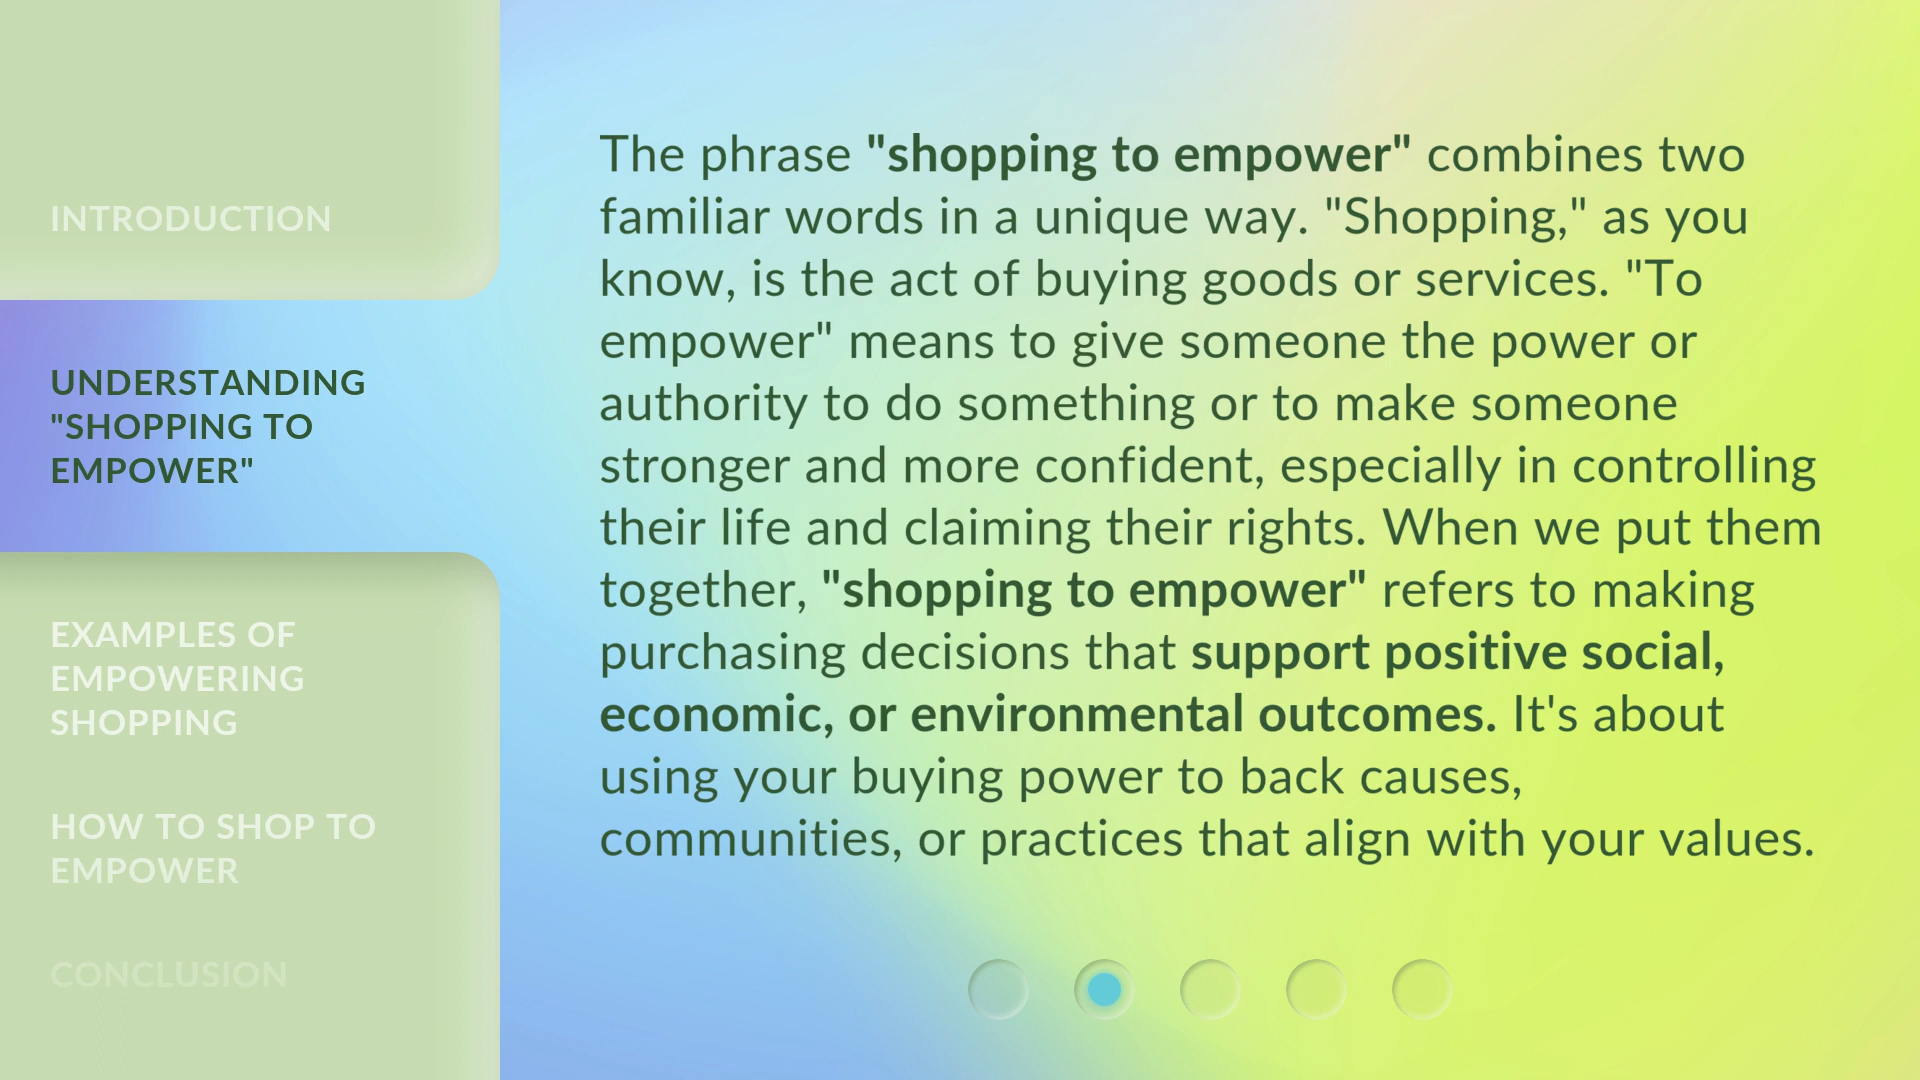 INTRODUCTION
UNDERSTANDING
"SHOPPING TO
EMPOWER"
EXAMPLES OF
EMPOWERING
SHOPPING
HOW TO SHOP TO
EMPOWER
CONCLUSION
The phrase "shopping to empower" combines two
familiar words in a unique way. "Shopping," as you
know, is the act of buying goods or services. "To
empower" means to give someone the power or
authority to do something or to make someone
stronger and more confident, especially in controlling
their life and claiming their rights. When we put them
together, "shopping to empower" refers to making
purchasing decisions that support positive social,
economic, or environmental outcomes. It's about
using your buying power to back causes,
communities, or practices that align with your values.